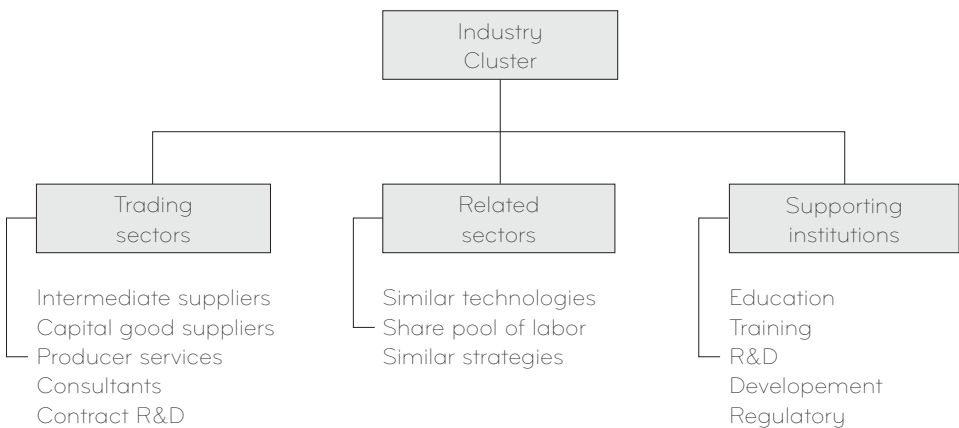 Industry
Cluster
Trading
sectors
Related
sectors
Supporting
institutions
Intermediate suppliers
Capital good suppliers
Producer services
Consultants
Contract R&D
Similar technologies
Share pool of labor
Similar strategies
Education
Training
R&D
Developement
Regulatory